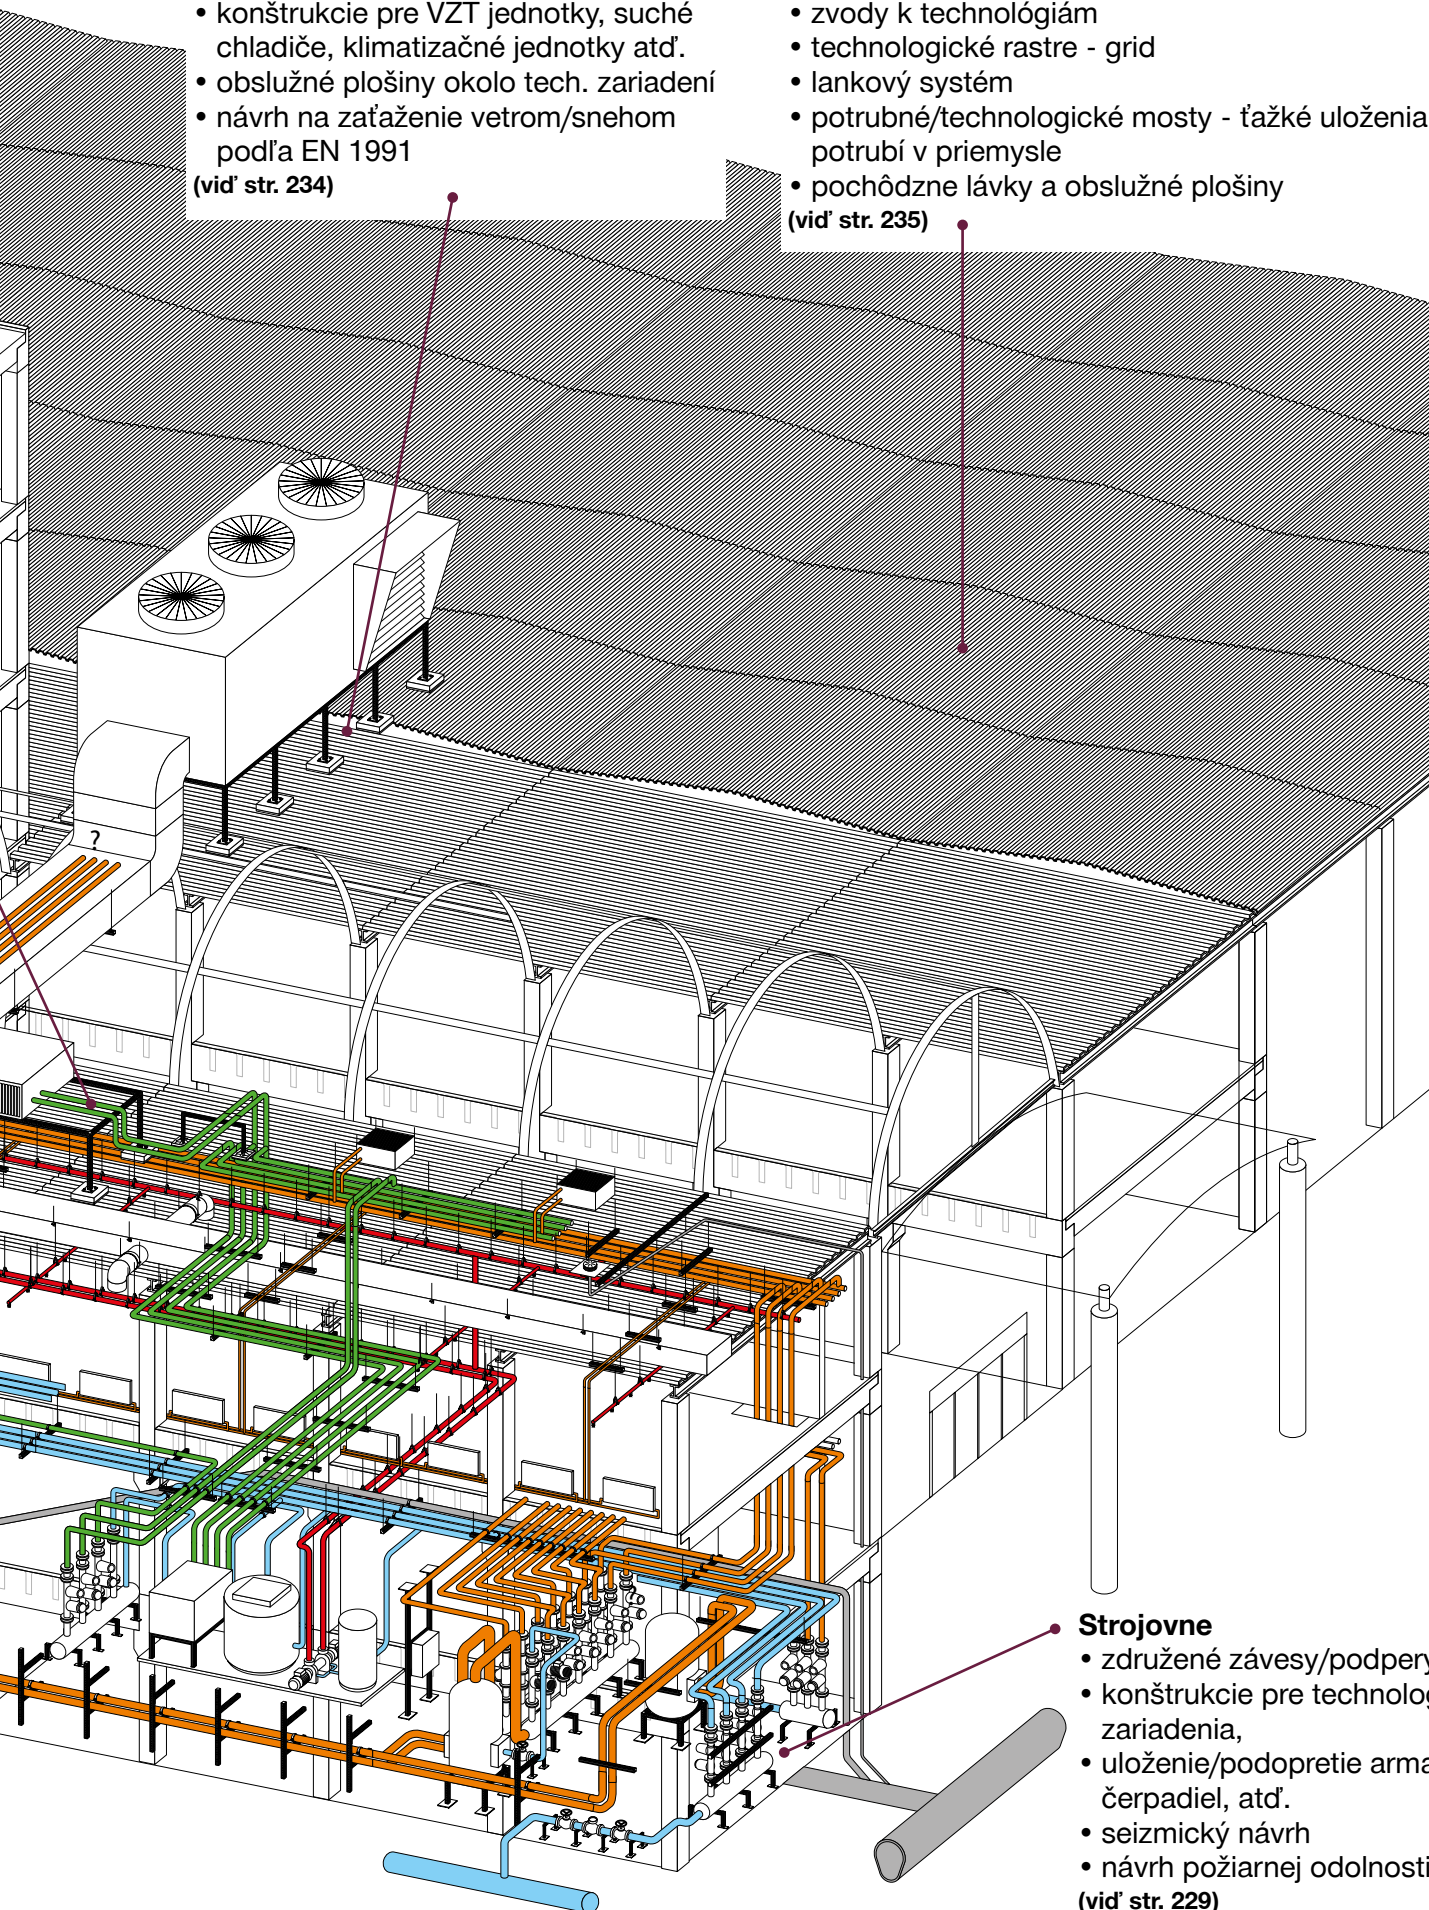 • konštrukcie pre VZT jednotky, suché
chladiče, klimatizačné jednotky atď.
• obslužné plošiny okolo tech. zariadení
• návrh na zaťaženie vetrom/snehom
podľa EN 1991
(viď str. 234)
• zvody k technológiám
• technologické rastre - grid
• lankový systém
• potrubné/technologické mosty - ťažké uloženia
potrubí v priemysle
• pochôdzne lávky a obslužné plošiny
(viď str. 235)
?
Strojovne
• združené závesy/podpery
• konštrukcie pre technolog
zariadenia,
• uloženie/podopretie arma
čerpadiel, atď.
• seizmický návrh
• návrh požiarnej odolnosti
(viď str. 229)